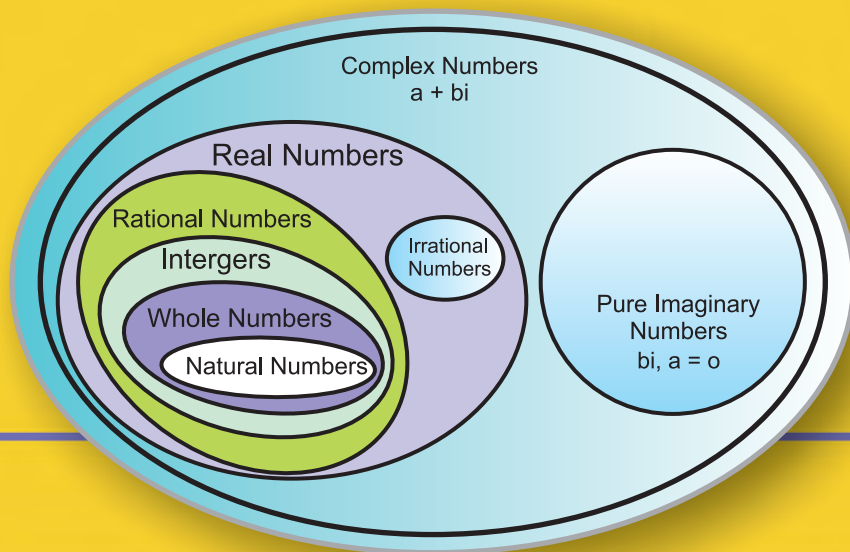 Complex Numbers
a + bi
Real Numbers
Rational Numbers
Irrational
Numbers
Intergers
Whole Numbers
Natural Numbers
Pure Imaginary
Numbers
bi, a = o